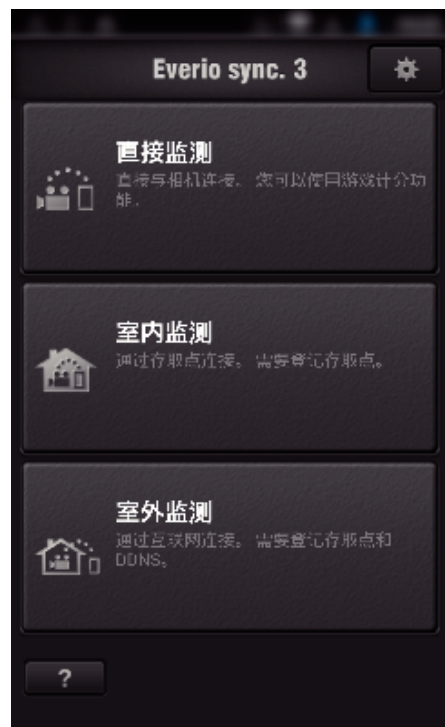 Everio sync. 3
直接监测
直接与相机连接。 您可以使用游戏计分功
能。
室内监测
通过存取点连接。 需要登记存取点。
室外监测
通过互联网连接。 需要登记存取点和
DDNS。
?